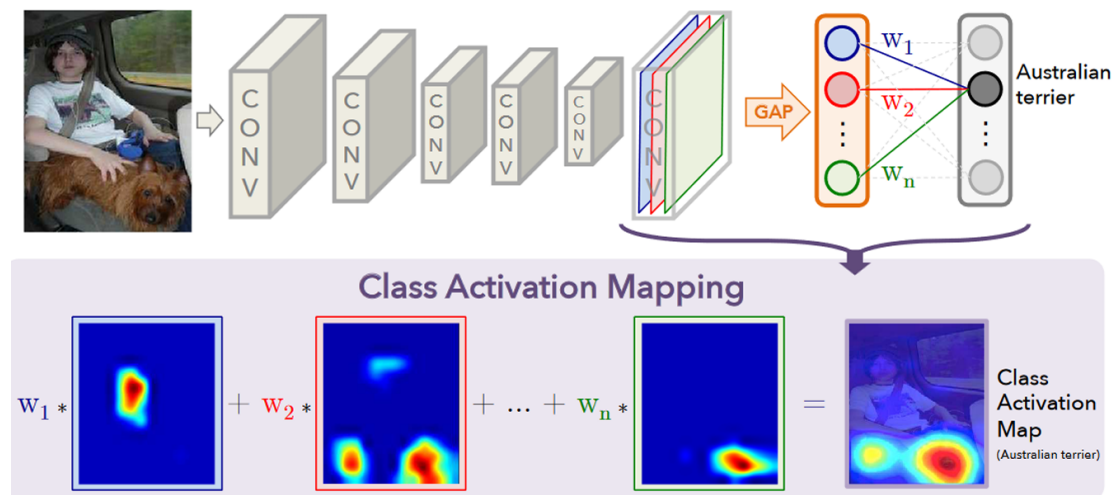 CONV
CONV
CONV
CONV
CONV
CONV
GAP
w1
w2
wn
⋮
⋮
Australian
terrier
Class Activation Mapping
w1 * + w2 * + ... + wn * =
Class
Activation
Map
(Australian terrier)